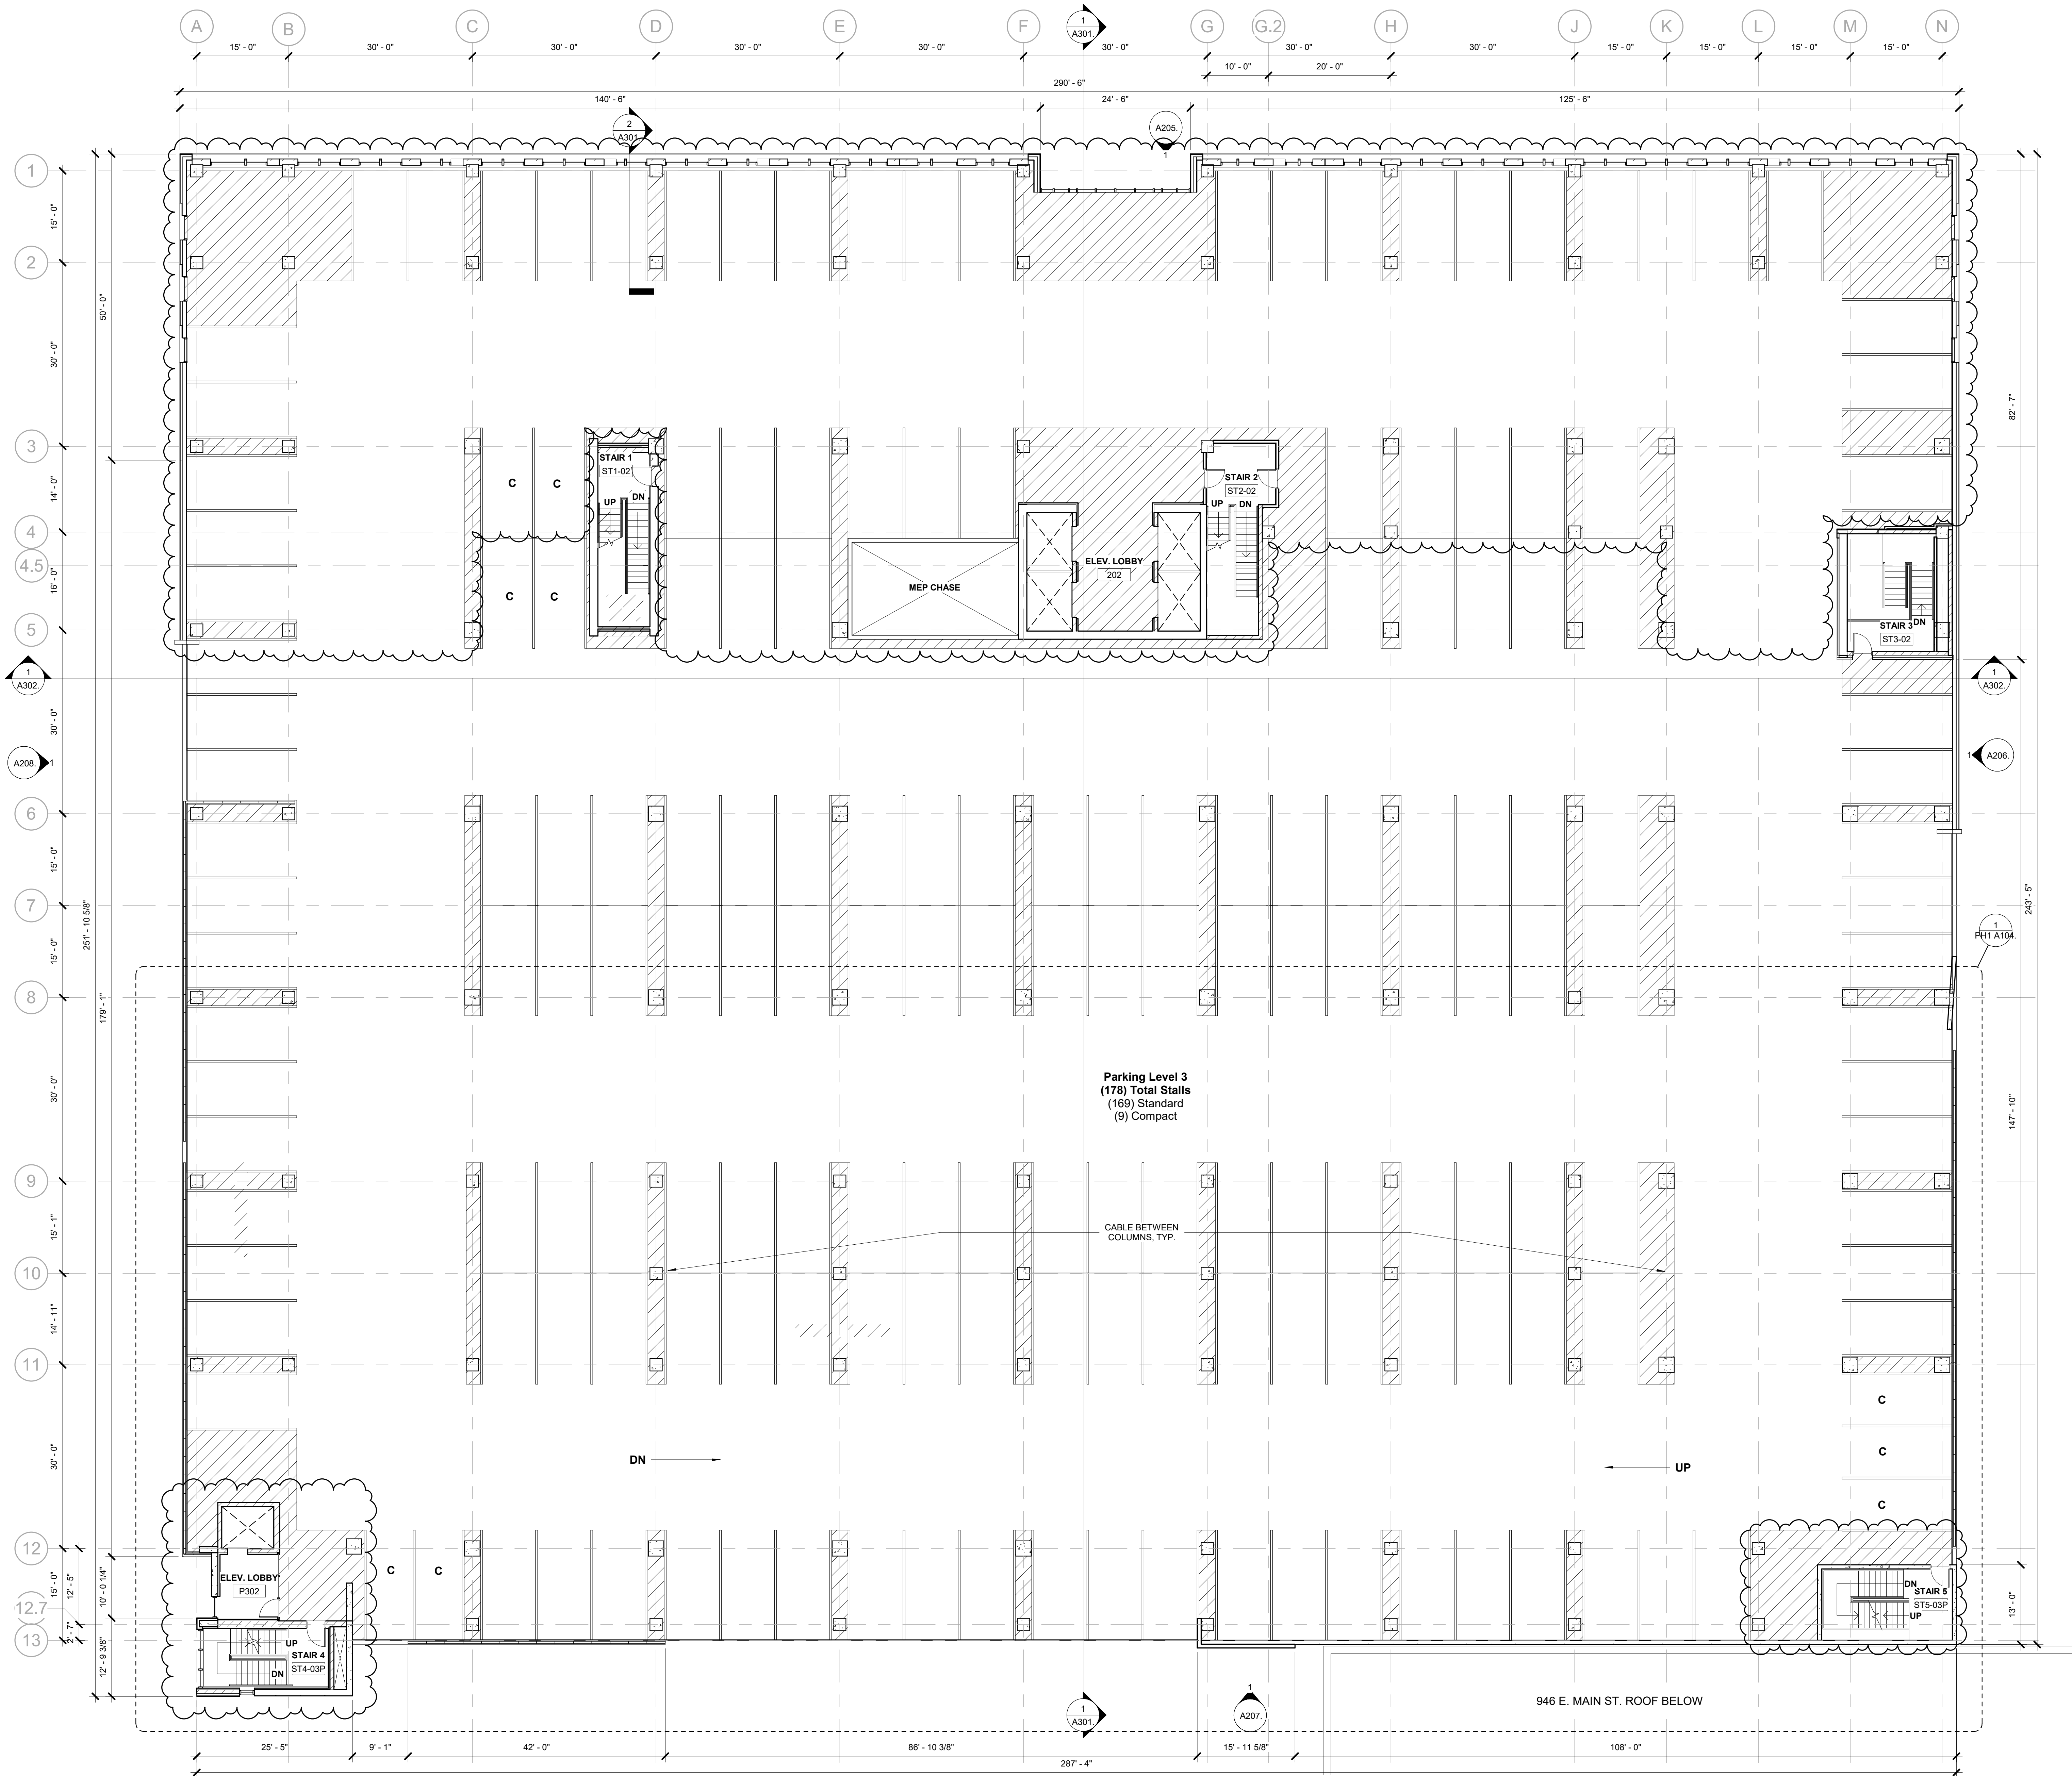 A B C D E F 1 G G.2 H J K L M N
A301.
15' - 0" 30' - 0" 30' - 0" 30' - 0" 30' - 0" 30' - 0" 30' - 0" 30' - 0" 15' - 0" 15' - 0" 15' - 0" 15' - 0"
10' - 0" 20' - 0"
290' - 6"
140' - 6" 24' - 6" 125' - 6"
2
A301.
A205.
1
1
15' - 0"
2
50' - 0"
30' - 0"
82' - 7"
3
STAIR 1
ST1-02
UP DN
C C
STAIR 2
ST2-02
UP DN
14' - 0"
4
4.5
16' - 0"
X X
ELEV. LOBBY
202
X X
MEP CHASE
C C
5
STAIR 3
ST3-02
DN
1
A302.
1
A302.
30' - 0"
A208. 1
1 A206.
6
15' - 0"
7
251' - 10 5/8"
243' - 5"
1
PH1 A104.
15' - 0"
8
179' - 1"
Parking Level 3
(178) Total Stalls
(169) Standard
(9) Compact
30' - 0"
147' - 10"
9
15' - 1"
CABLE BETWEEN
COLUMNS, TYP.
10
14' - 11"
11
C
C
C
30' - 0"
DN
UP
12
15' - 0"
12' - 5"
10' - 0 1/4"
12.7
2' - 7"
13
12' - 9 3/8"
ELEV. LOBBY
P302
C C
UP
STAIR 4
ST4-03P
DN
DN
STAIR 5
ST5-03P
UP
13' - 0"
946 E. MAIN ST. ROOF BELOW
1
A301.
1
A207.
25' - 5" 9' - 1" 42' - 0" 86' - 10 3/8" 15' - 11 5/8" 108' - 0"
287' - 4"